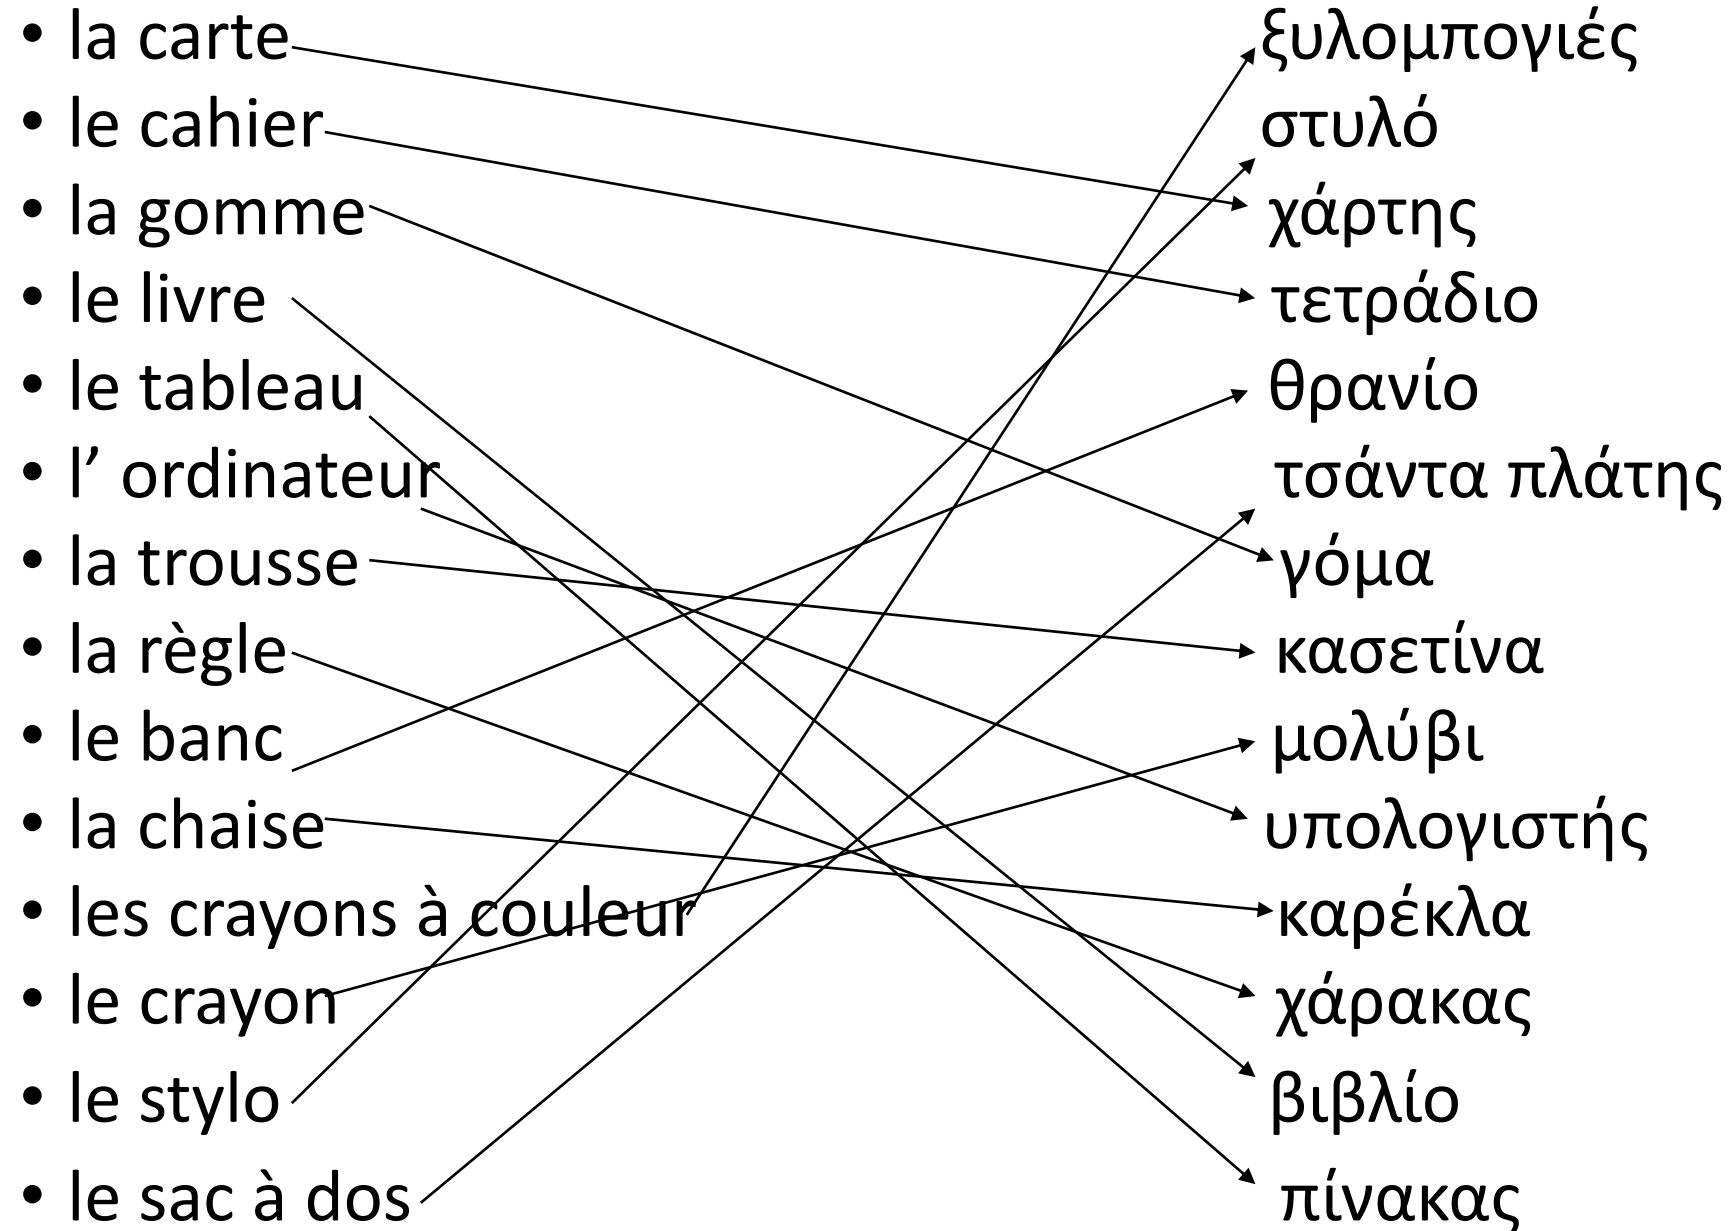 • la carte ξυλομπογιές
• le cahier στυλό
• la gomme χάρτης
• le livre τετράδιο
• le tableau θρανίο
• l’ ordinateur τσάντα πλάτης
• la trousse γόμα
• la règle κασετίνα
• le banc μολύβι
• la chaise υπολογιστής
• les crayons à couleur καρέκλα
• le crayon χάρακας
• le stylo βιβλίο
• le sac à dos πίνακας